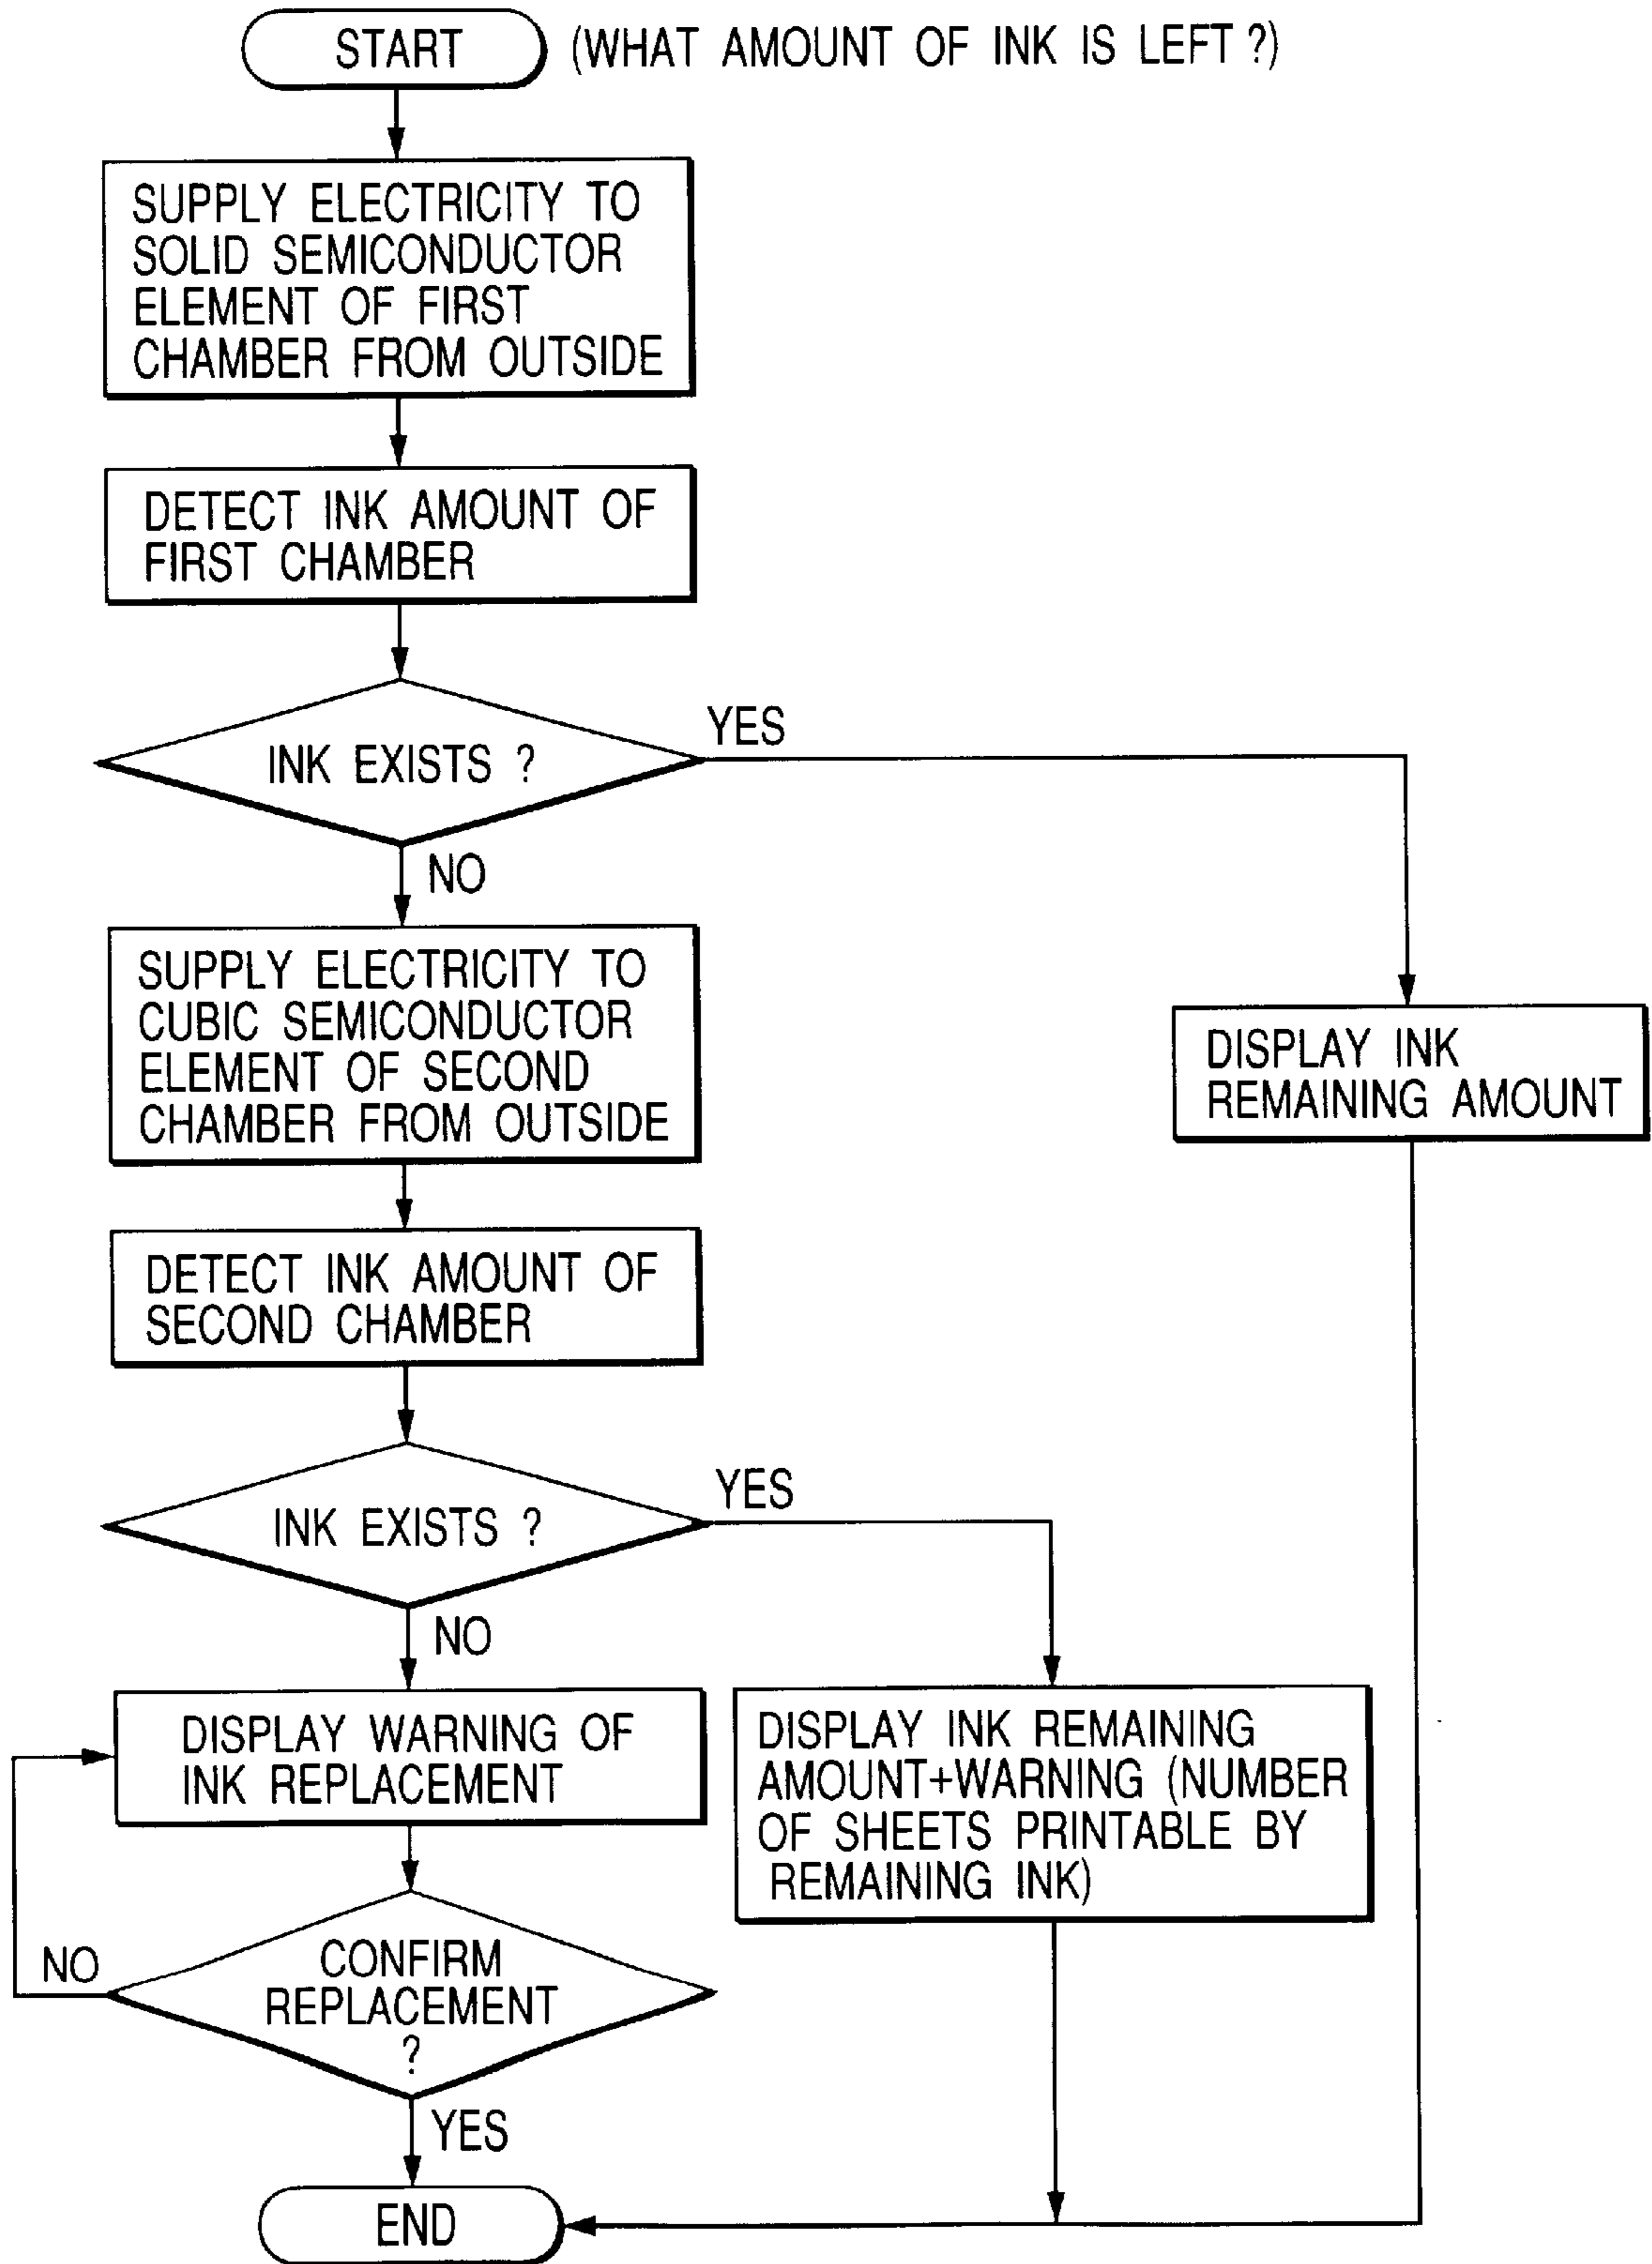 START (WHAT AMOUNT OF INK IS LEFT ?)
SUPPLY ELECTRICITY TO
SOLID SEMICONDUCTOR
ELEMENT OF FIRST
CHAMBER FROM OUTSIDE
DETECT INK AMOUNT OF
FIRST CHAMBER
INK EXISTS ?
YES
NO
SUPPLY ELECTRICITY TO
CUBIC SEMICONDUCTOR
ELEMENT OF SECOND
CHAMBER FROM OUTSIDE
DISPLAY INK
REMAINING AMOUNT
DETECT INK AMOUNT OF
SECOND CHAMBER
INK EXISTS ?
YES
NO
DISPLAY WARNING OF
INK REPLACEMENT
DISPLAY INK REMAINING
AMOUNT+WARNING (NUMBER
OF SHEETS PRINTABLE BY
REMAINING INK)
CONFIRM
REPLACEMENT
?
NO
YES
END